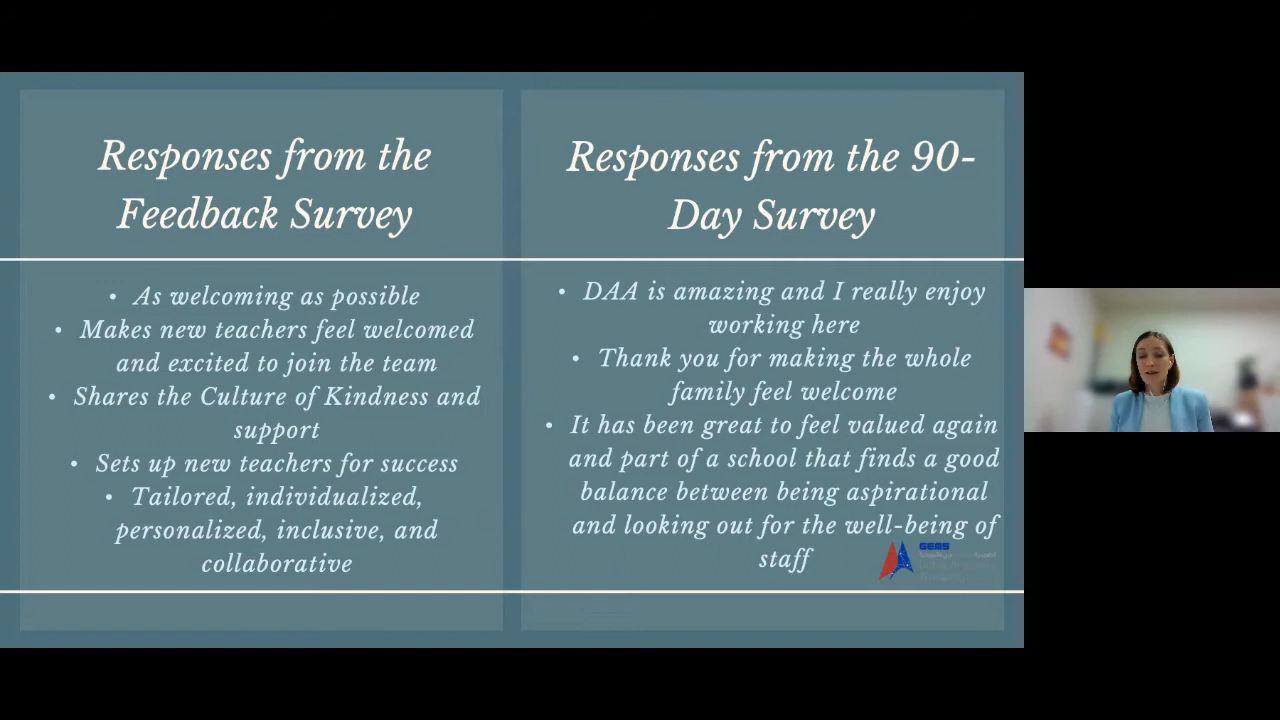 Responses from the
Feedback Survey
• As welcoming as possible
• Makes new teachers feel welcomed
and excited to join the team
• Shares the Culture of Kindness and
support
• Sets up new teachers for success
• Tailored, individualized,
personalized, inclusive, and
collaborative
Responses from the 90-
Day Survey
• DAA is amazing and I really enjoy
working here
• Thank you for making the whole
family feel welcome
• It has been great to feel valued again
and part of a school that finds a good
balance between being aspirational
and looking out for the well-being of
staff
GEMS